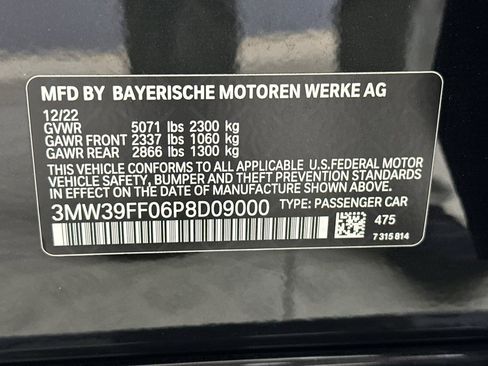 MFD BY BAYERISCHE MOTOREN WERKE AG
12/22
GVWR 5071 lbs 2300 kg
GAWR FRONT 2337 lbs 1060 kg
GAWR REAR 2866 lbs 1300 kg
THIS VEHICLE CONFORMS TO ALL APPLICABLE U.S.FEDERAL MOTOR
VEHICLE SAFETY, BUMPER, AND THEFT PREVENTION STANDARDS
IN EFFECT ON THE DATE OF MANUFACTURE SHOWN ABOVE.
3MW39FF06P8D09000 TYPE: PASSENGER CAR
475
7 315 814